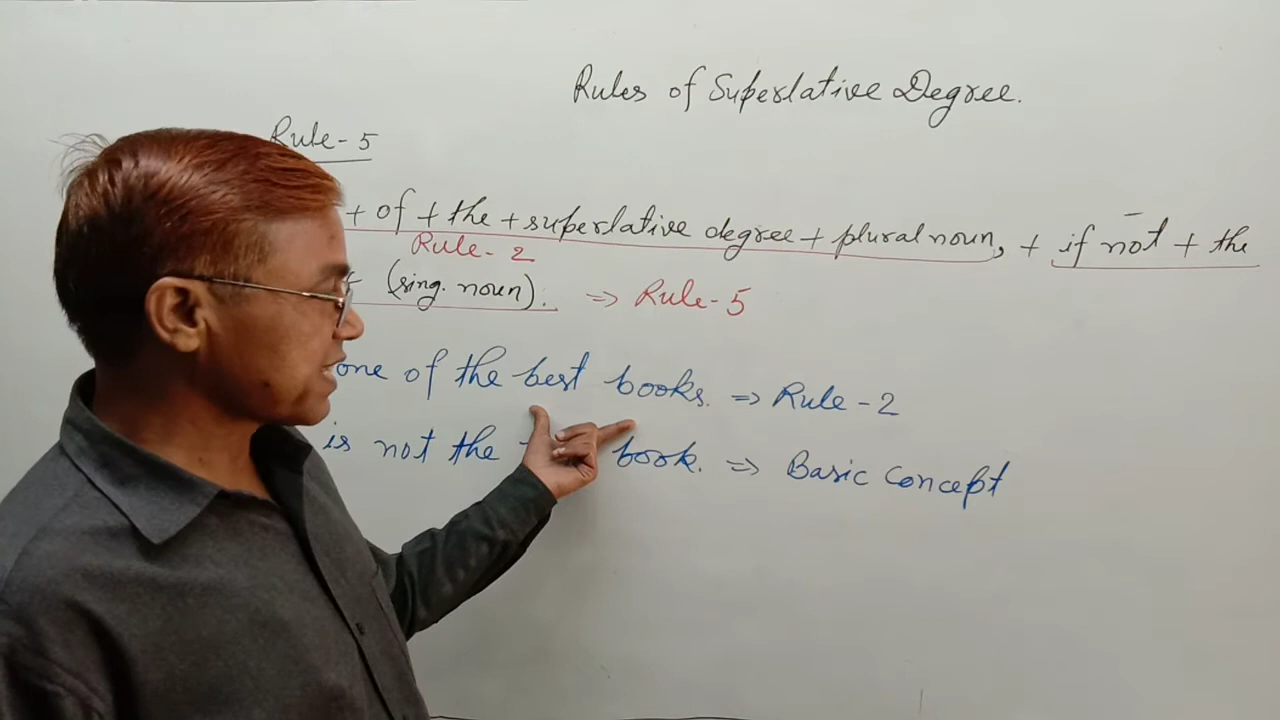 Rules of Superlative Degree.
Rule-5
+ of + the + superlative degree + plural noun, + if not + the
Rule-2
+ (sing. noun). => Rule-5
one of the best books. => Rule-2
is not the book. => Basic Concept